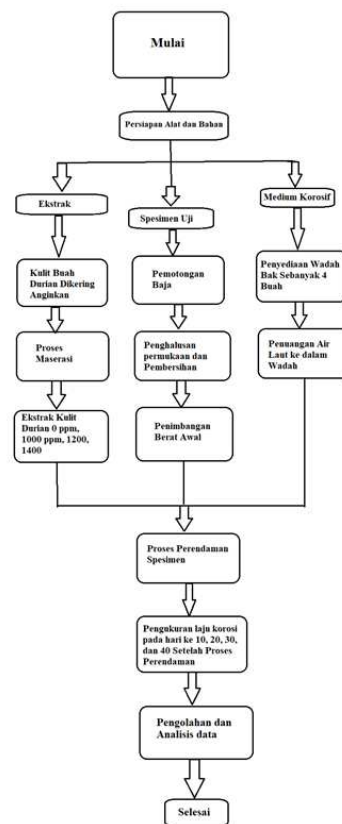 Mulai
Persiapan Alat dan Bahan
Ekstrak
Kulit Buah
Durian Dikering
Anginkan
Proses
Maserasi
Ekstrak Kulit
Durian 0 ppm,
1000 ppm, 1200,
1400
Spesimen Uji
Pemotongan
Baja
Penghalusan
permukaan dan
Pembersihan
Penimbangan
Berat Awal
Medium Korosif
Penyediaan Wadah
Bak Sebanyak 4
Buah
Penuangan Air
Laut ke dalam
Wadah
Proses Perendaman
Spesimen
Pengukuran laju korosi
pada hari ke 10, 20, 30,
dan 40 Setelah Proses
Perendaman
Pengolahan dan
Analisis data
Selesai